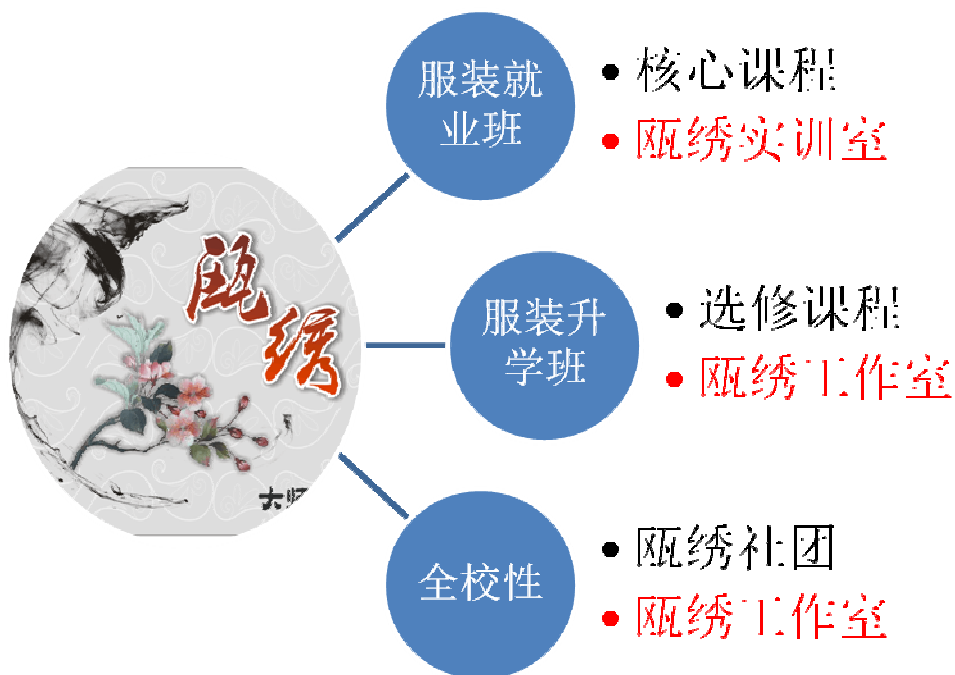 瓯绣
大师
服装就
业班
• 核心课程
• 瓯绣实训室
服装升
学班
• 选修课程
• 瓯绣工作室
全校性
• 瓯绣社团
• 瓯绣工作室